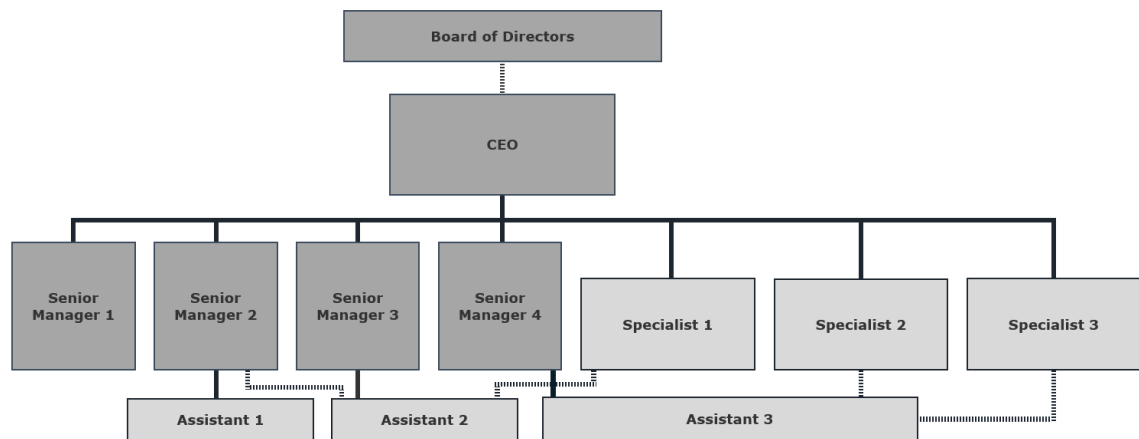 Board of Directors
CEO
Senior
Manager 1
Senior
Manager 2
Senior
Manager 3
Senior
Manager 4
Specialist 1
Specialist 2
Specialist 3
Assistant 1
Assistant 2
Assistant 3